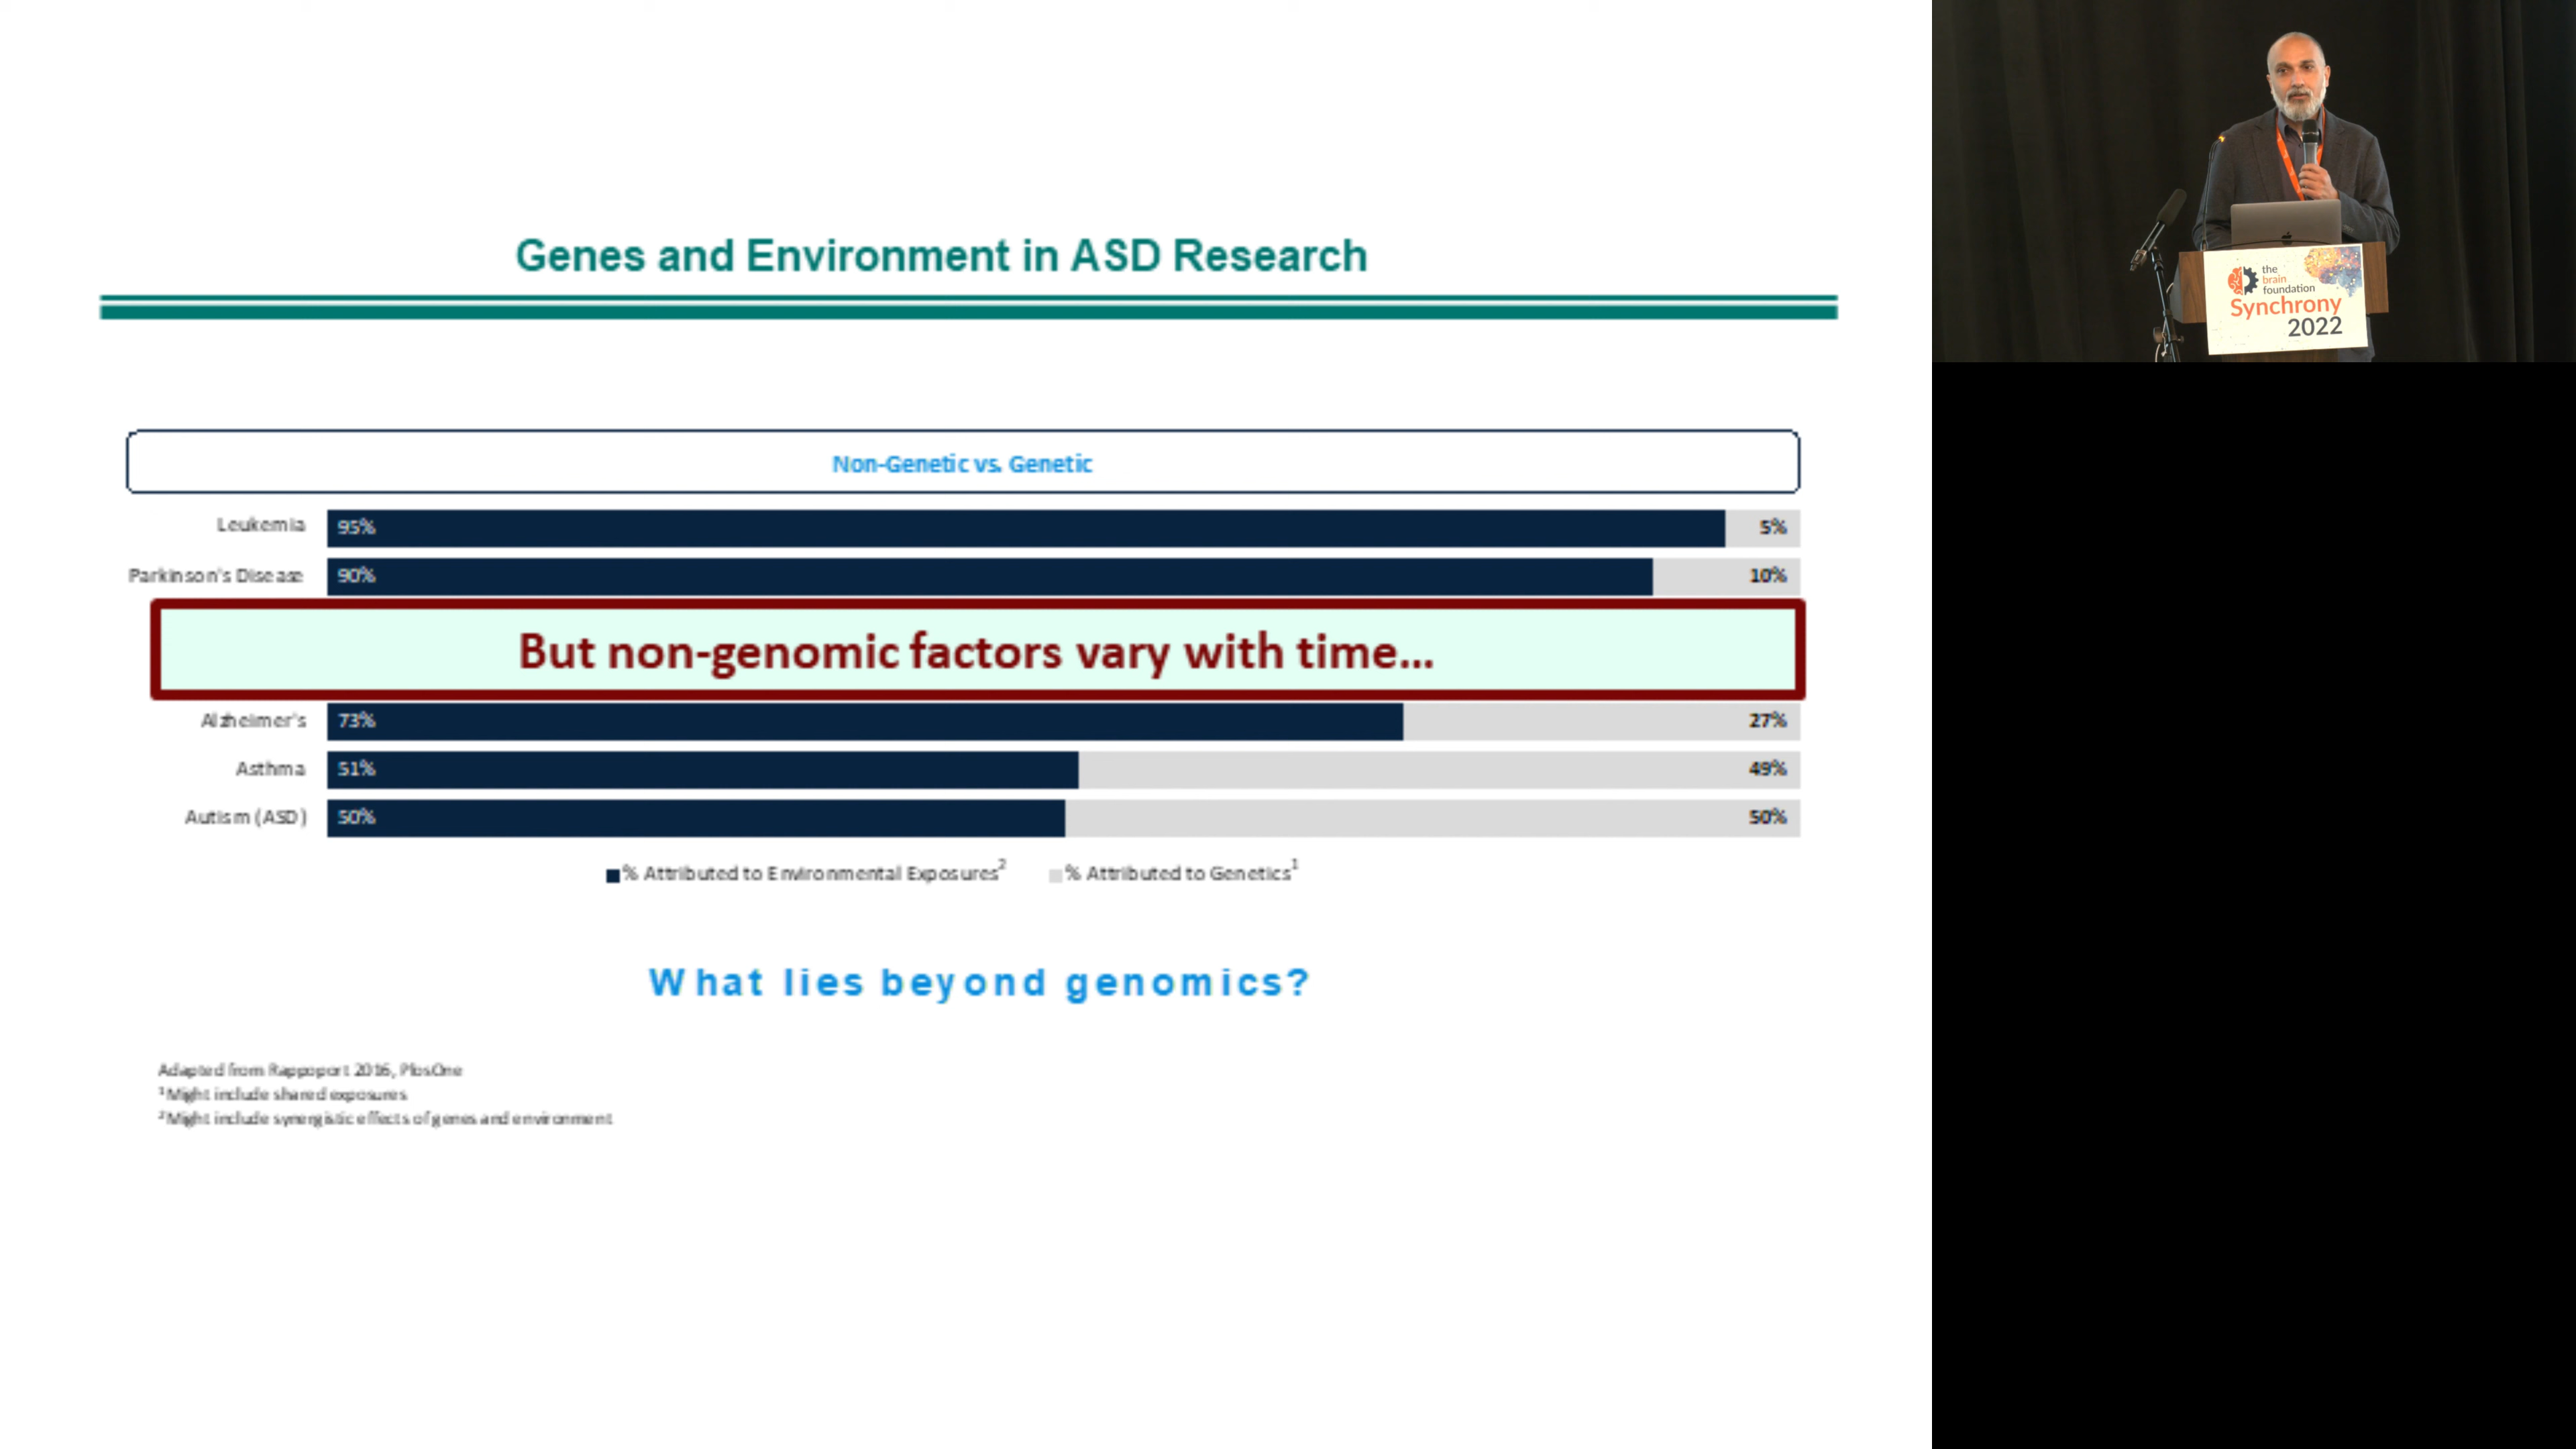 Genes and Environment in ASD Research
Non-Genetic vs. Genetic
Leukemia 95% 5%
Parkinson's Disease 90% 10%
But non-genomic factors vary with time...
Alzheimer's 73% 27%
Asthma 51% 49%
Autism (ASD) 50% 50%
% Attributed to Environmental Exposures² % Attributed to Genetics¹
What lies beyond genomics?
Adapted from Rappoport 2016, PlosOne
¹Might include shared exposures
²Might include synergistic effects of genes and environment
the
brain
foundation
Synchrony
2022